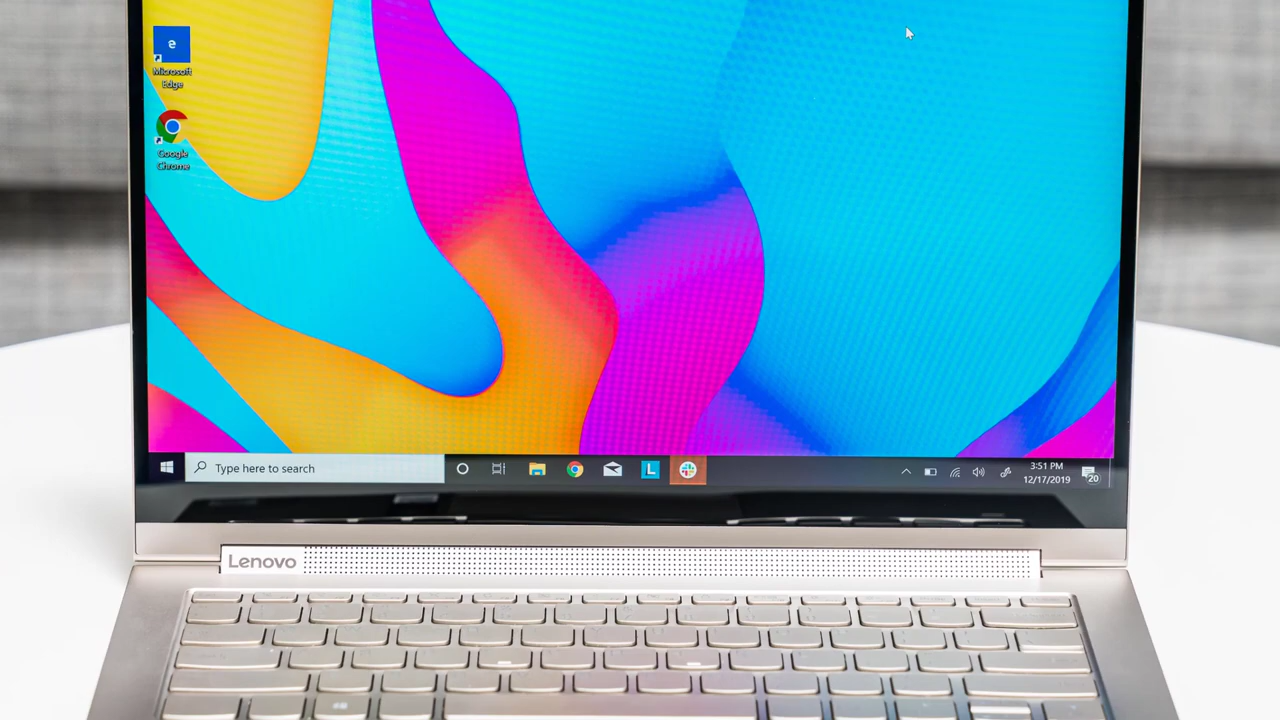 e
Microsoft
Edge
Google
Chrome
Type here to search
L
3:51 PM
12/17/2019
20
Lenovo